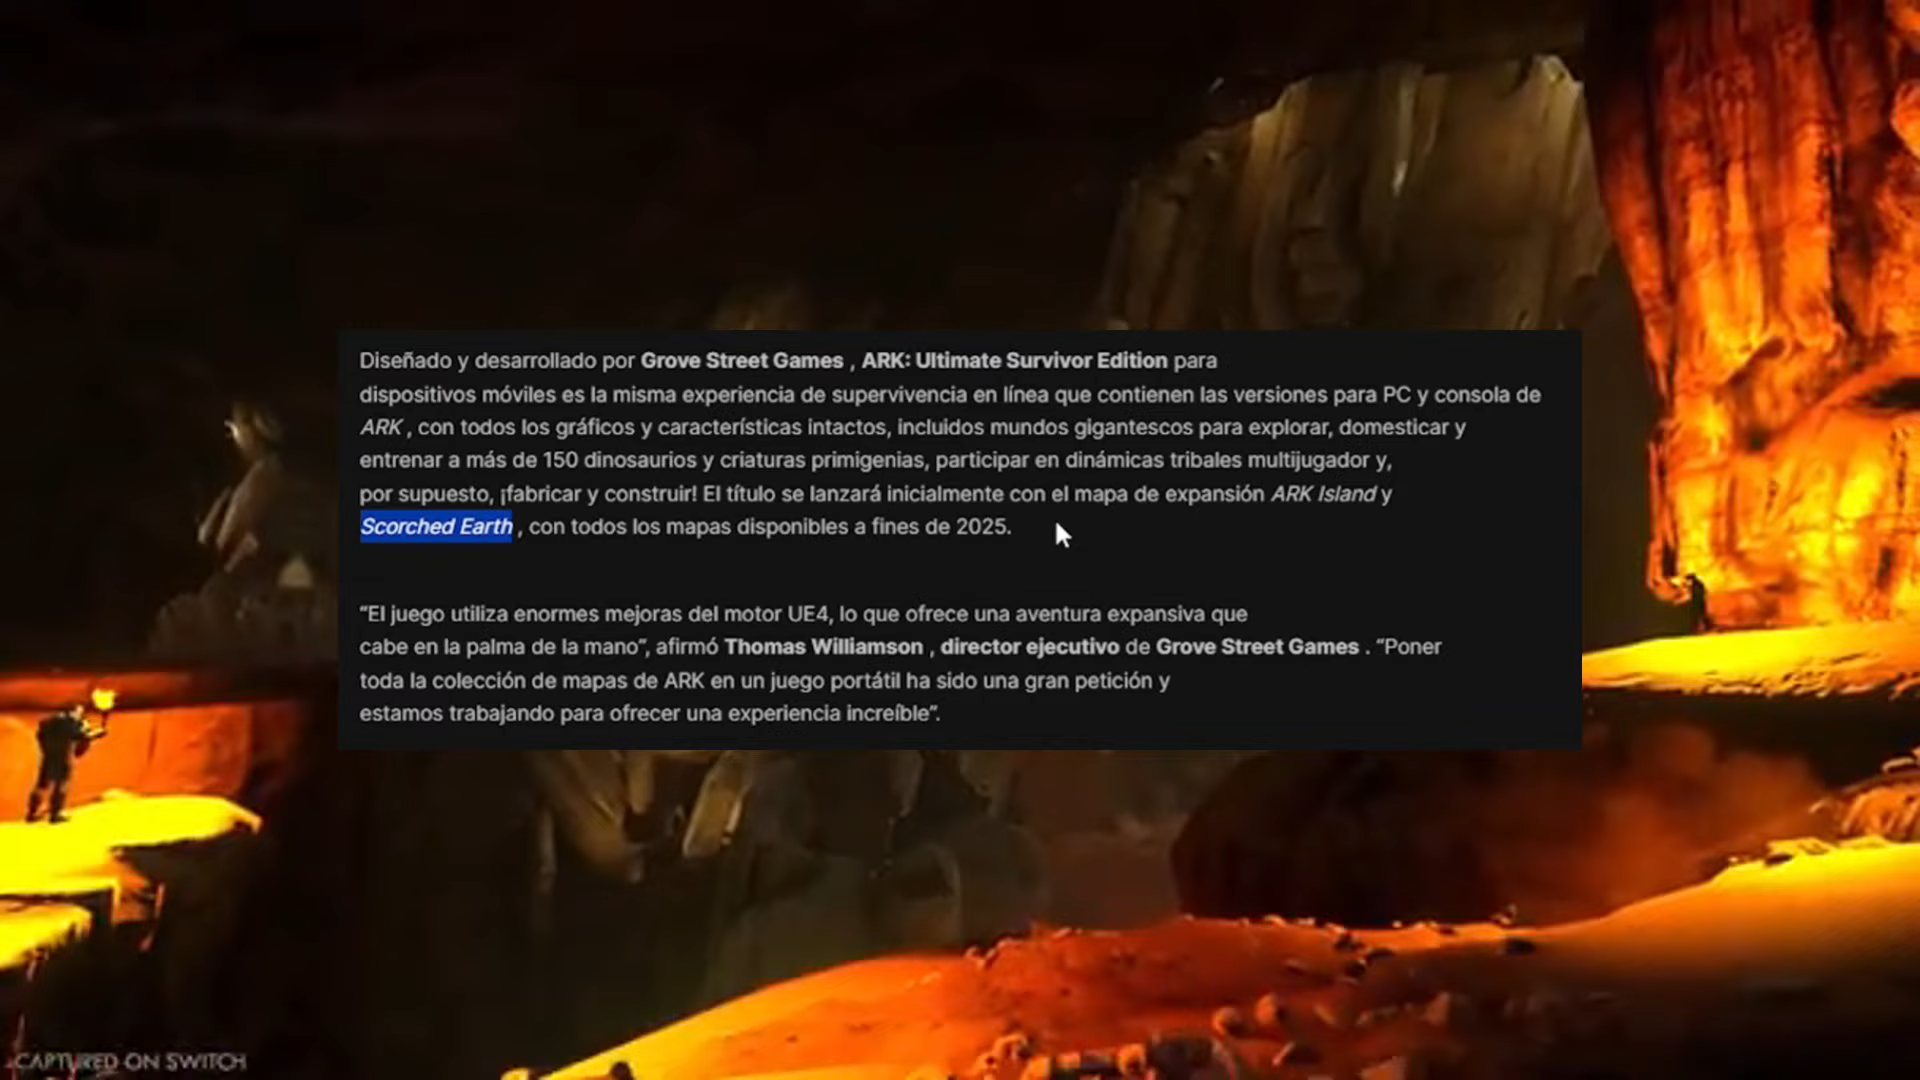 Diseñado y desarrollado por Grove Street Games , ARK: Ultimate Survivor Edition para
dispositivos móviles es la misma experiencia de supervivencia en línea que contienen las versiones para PC y consola de
ARK , con todos los gráficos y características intactos, incluidos mundos gigantescos para explorar, domesticar y
entrenar a más de 150 dinosaurios y criaturas primigenias, participar en dinámicas tribales multijugador y,
por supuesto, ¡fabricar y construir! El título se lanzará inicialmente con el mapa de expansión ARK Island y
Scorched Earth , con todos los mapas disponibles a fines de 2025.
“El juego utiliza enormes mejoras del motor UE4, lo que ofrece una aventura expansiva que
cabe en la palma de la mano”, afirmó Thomas Williamson , director ejecutivo de Grove Street Games . “Poner
toda la colección de mapas de ARK en un juego portátil ha sido una gran petición y
estamos trabajando para ofrecer una experiencia increíble”.
CAPTURED ON SWITCH